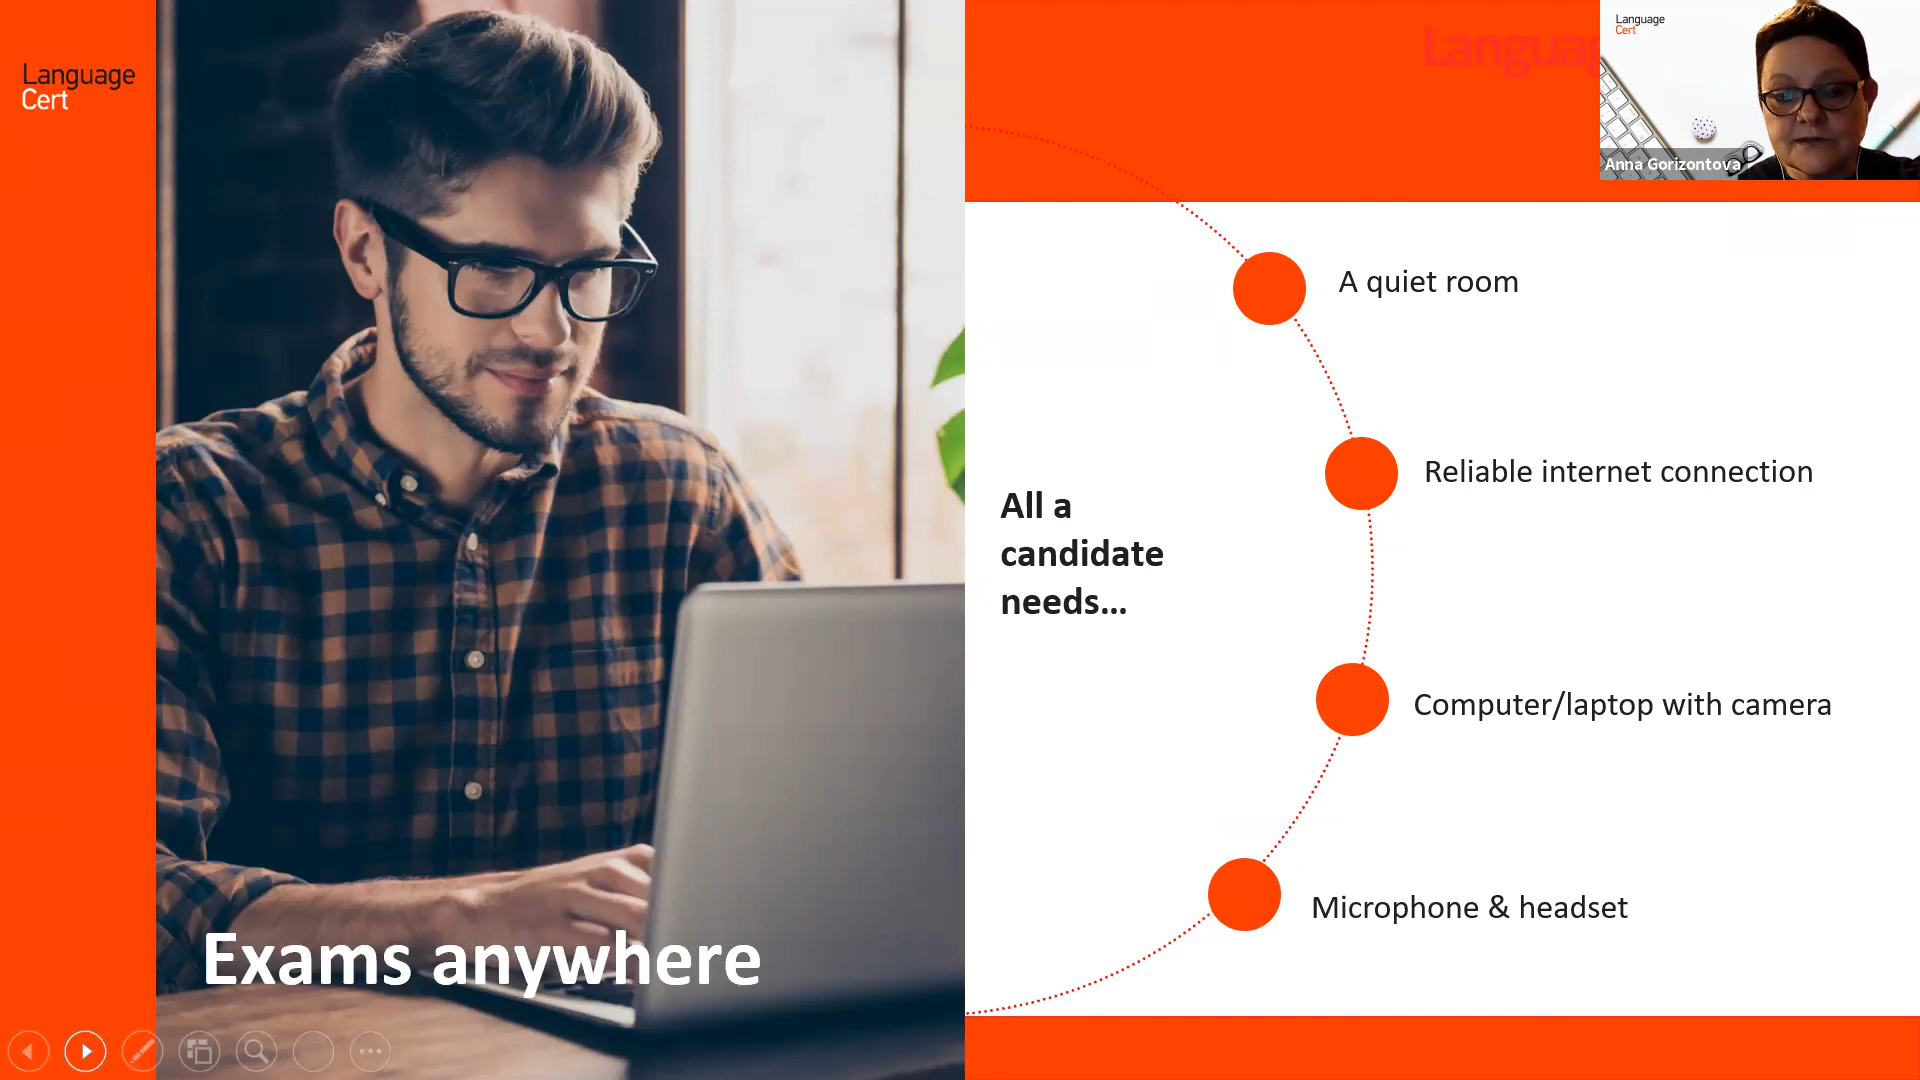 Language
Cert
Languag
Language
Cert
Anna Gorizontova
A quiet room
Reliable internet connection
All a
candidate
needs...
Computer/laptop with camera
Microphone & headset
Exams anywhere